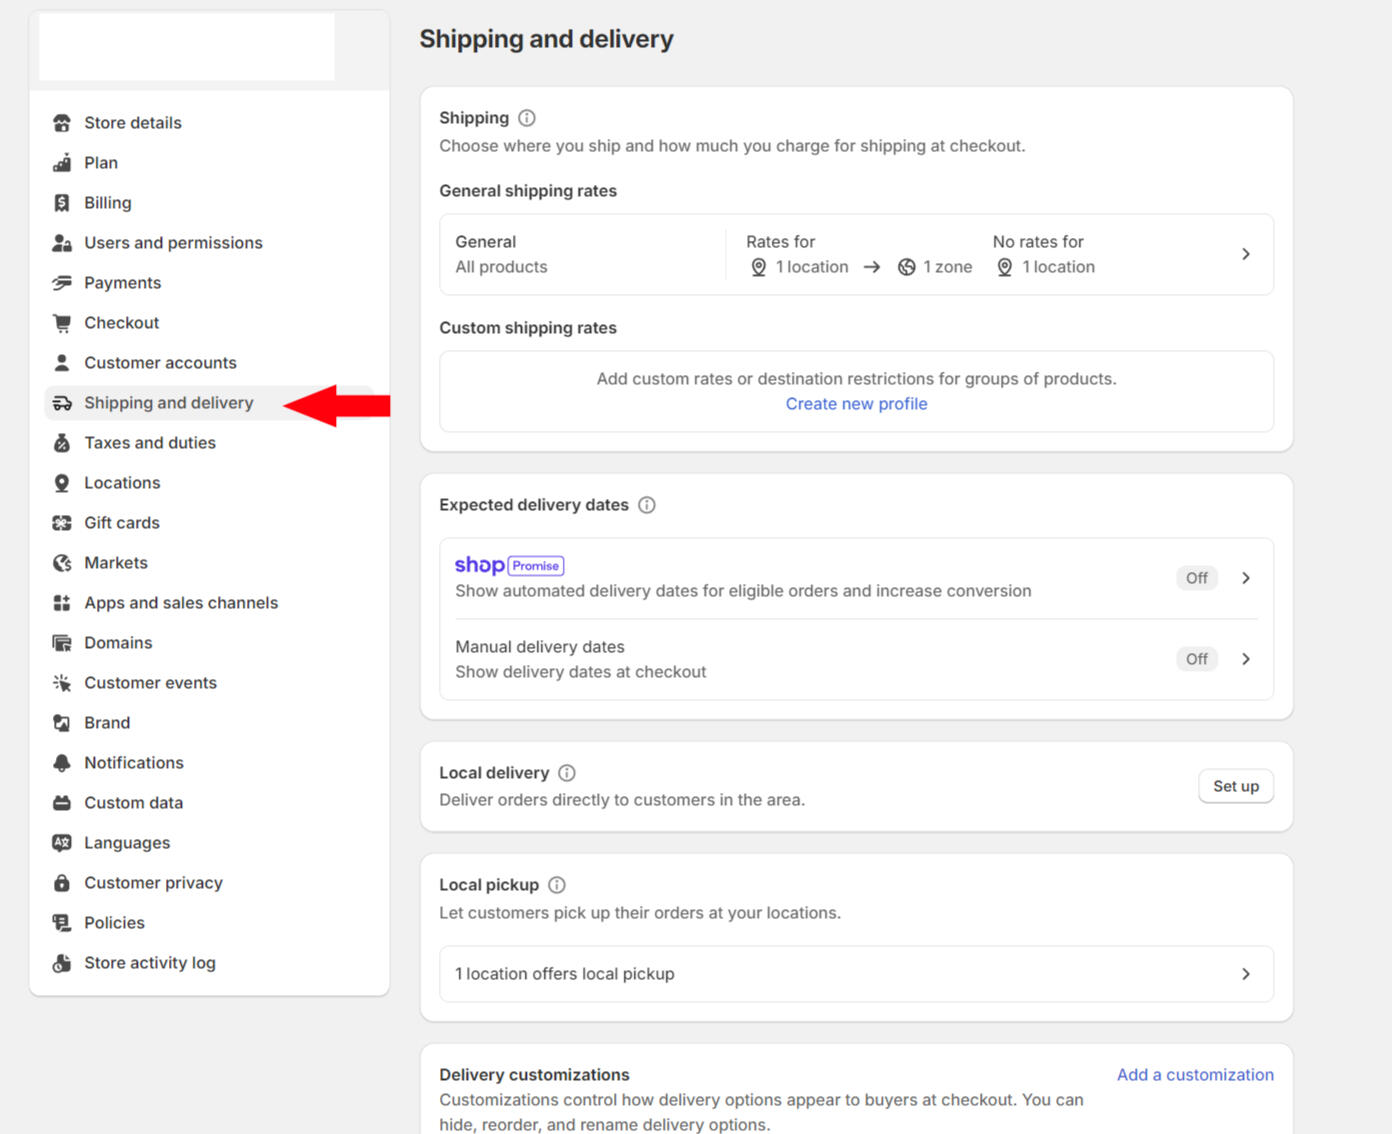 Store details
Plan
Billing
Users and permissions
Payments
Checkout
Customer accounts
Shipping and delivery
Taxes and duties
Locations
Gift cards
Markets
Apps and sales channels
Domains
Customer events
Brand
Notifications
Custom data
Languages
Customer privacy
Policies
Store activity log
Shipping and delivery
Shipping
Choose where you ship and how much you charge for shipping at checkout.
General shipping rates
General
All products
Rates for
1 location → 1 zone
No rates for
1 location
Custom shipping rates
Add custom rates or destination restrictions for groups of products.
Create new profile
Expected delivery dates
shop Promise
Show automated delivery dates for eligible orders and increase conversion
Off
Manual delivery dates
Show delivery dates at checkout
Off
Local delivery
Deliver orders directly to customers in the area.
Set up
Local pickup
Let customers pick up their orders at your locations.
1 location offers local pickup
Delivery customizations
Add a customization
Customizations control how delivery options appear to buyers at checkout. You can
hide, reorder, and rename delivery options.